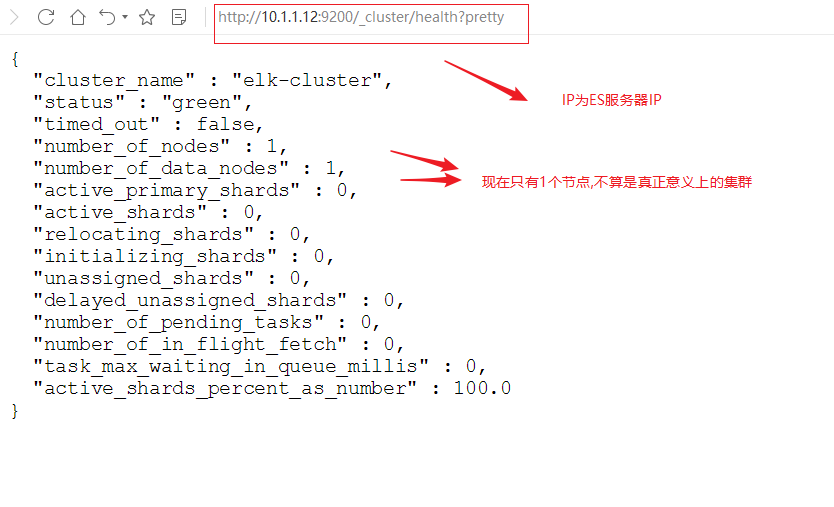 http://10.1.1.12:9200/_cluster/health?pretty
{
"cluster_name" : "elk-cluster",
"status" : "green",
IP为ES服务器IP
"timed_out" : false,
"number_of_nodes" : 1,
"number_of_data_nodes" : 1,
现在只有1个节点,不算是真正意义上的集群
"active_primary_shards" : 0,
"active_shards" : 0,
"relocating_shards" : 0,
"initializing_shards" : 0,
"unassigned_shards" : 0,
"delayed_unassigned_shards" : 0,
"number_of_pending_tasks" : 0,
"number_of_in_flight_fetch" : 0,
"task_max_waiting_in_queue_millis" : 0,
"active_shards_percent_as_number" : 100.0
}